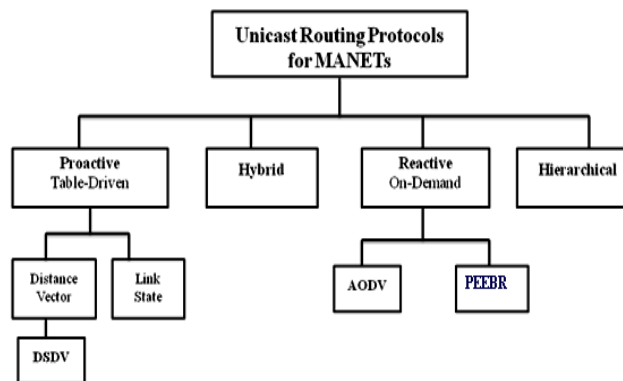 Unicast Routing Protocols
for MANETs
Proactive
Table-Driven
Hybrid
Reactive
On-Demand
Hierarchical
Distance
Vector
Link
State
AODV
PEEBR
DSDV